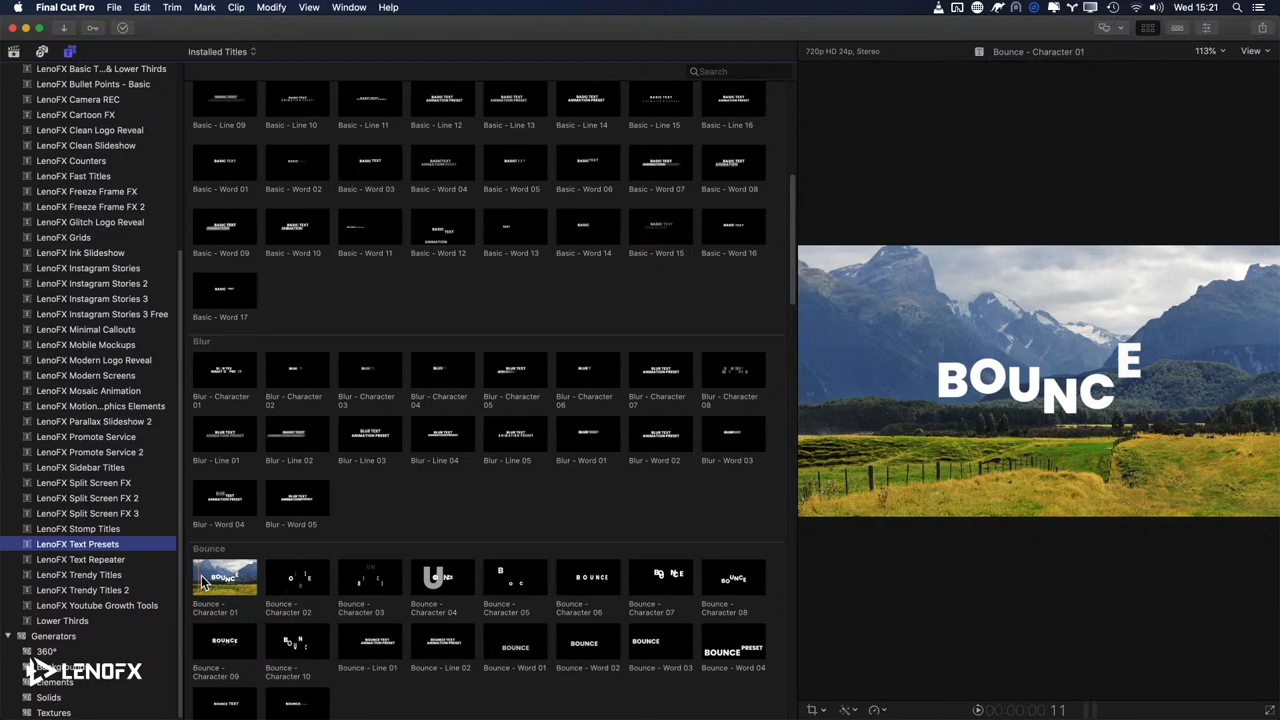 Final Cut Pro File Edit Trim Mark Clip Modify View Window Help Wed 15:21
Installed Titles
720p HD 24p, Stereo Bounce - Character 01 113% View
Search
LenoFX Basic T...& Lower Thirds
LenoFX Bullet Points - Basic
LenoFX Camera REC
LenoFX Cartoon FX
LenoFX Clean Logo Reveal
LenoFX Clean Slideshow
LenoFX Counters
LenoFX Fast Titles
LenoFX Freeze Frame FX
LenoFX Freeze Frame FX 2
LenoFX Glitch Logo Reveal
LenoFX Grids
LenoFX Ink Slideshow
LenoFX Instagram Stories
LenoFX Instagram Stories 2
LenoFX Instagram Stories 3
LenoFX Instagram Stories 3 Free
LenoFX Minimal Callouts
LenoFX Mobile Mockups
LenoFX Modern Logo Reveal
LenoFX Modern Screens
LenoFX Mosaic Animation
LenoFX Motion...phics Elements
LenoFX Parallax Slideshow 2
LenoFX Promote Service
LenoFX Promote Service 2
LenoFX Sidebar Titles
LenoFX Split Screen FX
LenoFX Split Screen FX 2
LenoFX Split Screen FX 3
LenoFX Stomp Titles
LenoFX Text Presets
LenoFX Text Repeater
LenoFX Trendy Titles
LenoFX Trendy Titles 2
LenoFX Youtube Growth Tools
Lower Thirds
Generators
360°
Elements
Solids
Textures
LENOFX
Basic - Line 09 Basic - Line 10 Basic - Line 11 Basic - Line 12 Basic - Line 13 Basic - Line 14 Basic - Line 15 Basic - Line 16
Basic - Word 01 Basic - Word 02 Basic - Word 03 Basic - Word 04 Basic - Word 05 Basic - Word 06 Basic - Word 07 Basic - Word 08
Basic - Word 09 Basic - Word 10 Basic - Word 11 Basic - Word 12 Basic - Word 13 Basic - Word 14 Basic - Word 15 Basic - Word 16
Basic - Word 17
Blur
Blur - Character 01 Blur - Character 02 Blur - Character 03 Blur - Character 04 Blur - Character 05 Blur - Character 06 Blur - Character 07 Blur - Character 08
Blur - Line 01 Blur - Line 02 Blur - Line 03 Blur - Line 04 Blur - Line 05 Blur - Word 01 Blur - Word 02 Blur - Word 03
Blur - Word 04 Blur - Word 05
Bounce
Bounce - Character 01 Bounce - Character 02 Bounce - Character 03 Bounce - Character 04 Bounce - Character 05 Bounce - Character 06 Bounce - Character 07 Bounce - Character 08
Bounce - Character 09 Bounce - Character 10 Bounce - Line 01 Bounce - Line 02 Bounce - Word 01 Bounce - Word 02 Bounce - Word 03 Bounce - Word 04
BOUNCE
00:00:00:11